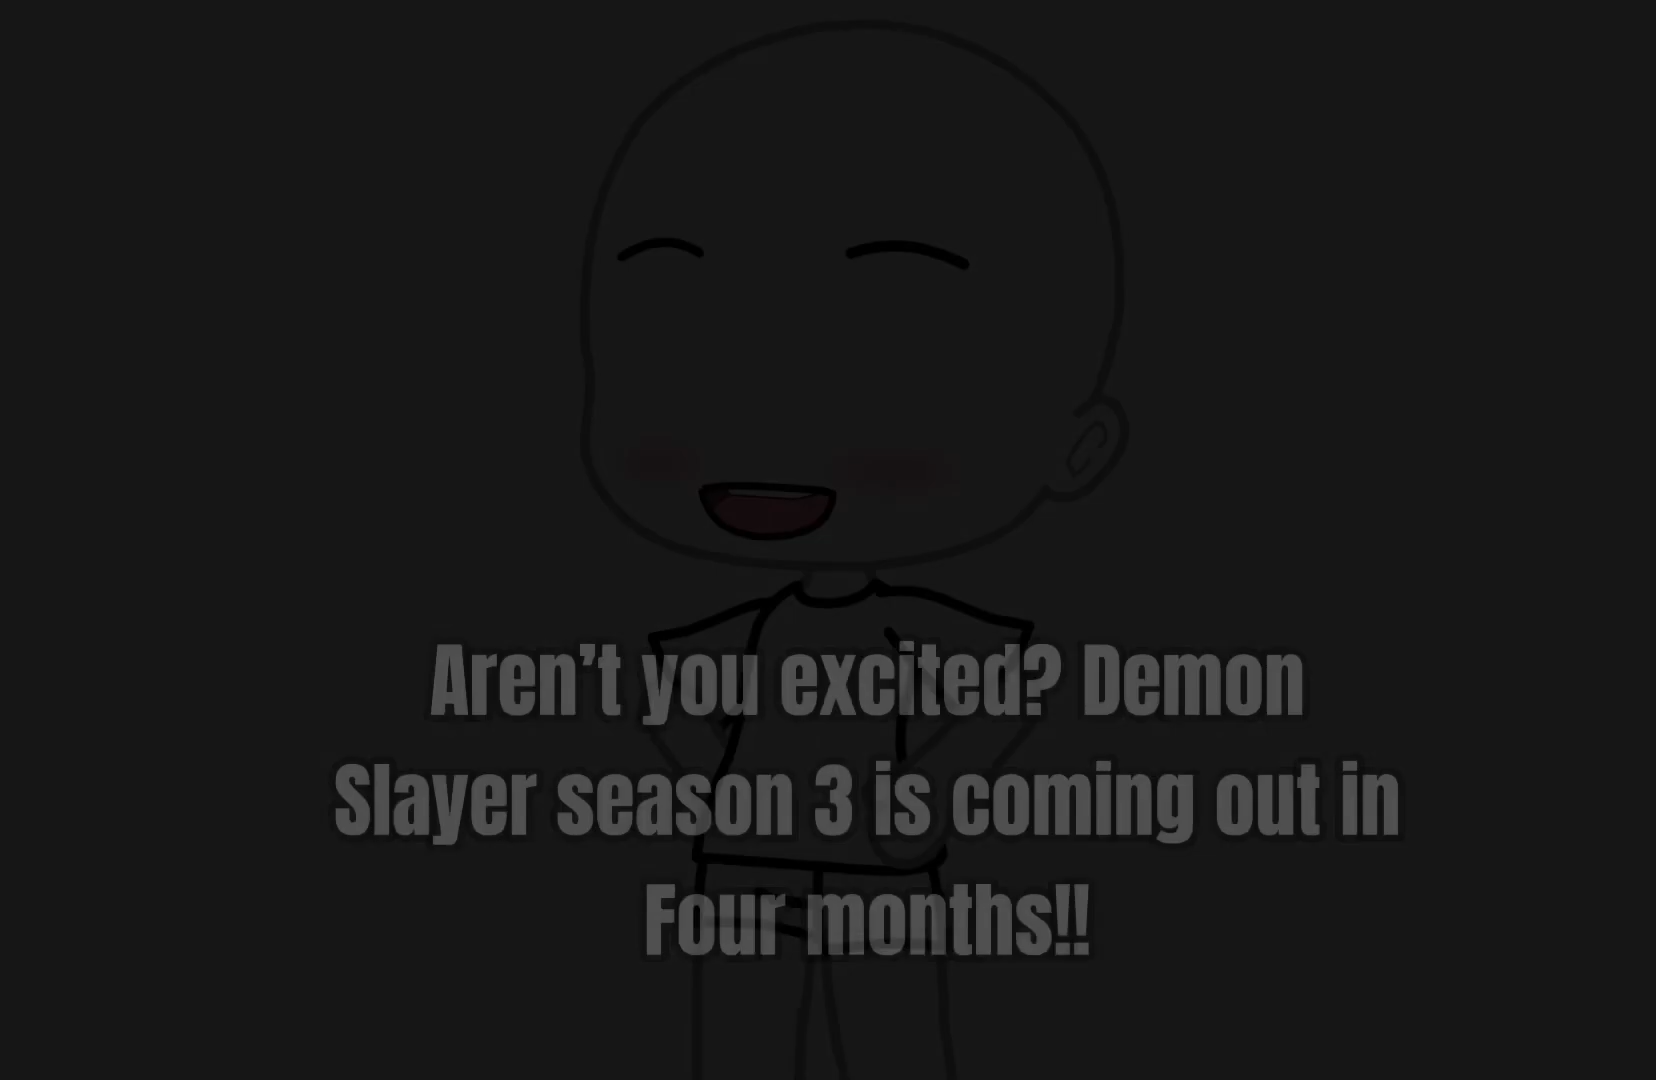 Aren’t you excited? Demon
Slayer season 3 is coming out in
Four months!!